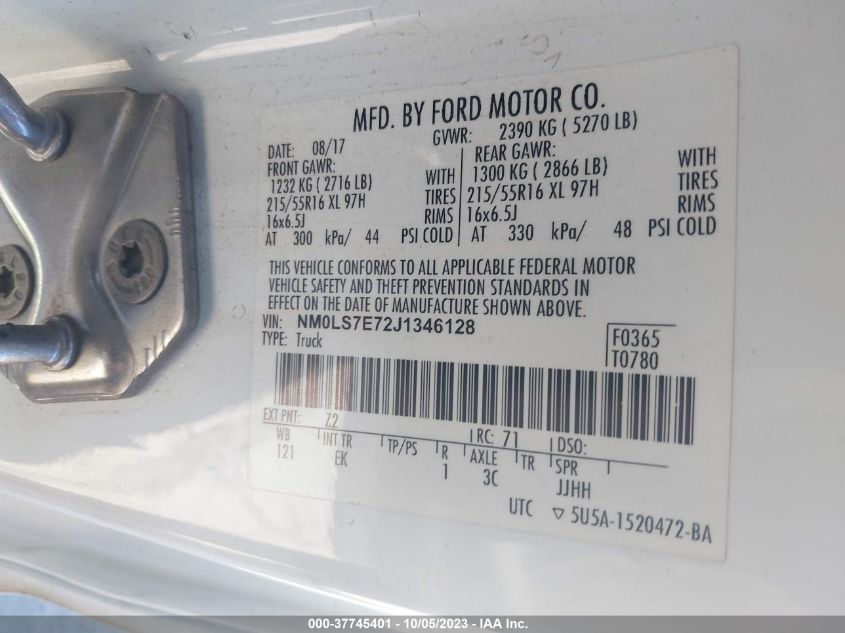 MFD. BY FORD MOTOR CO.
DATE: 08/17 GVWR: 2390 KG ( 5270 LB)
FRONT GAWR: REAR GAWR:
1232 KG ( 2716 LB) WITH 1300 KG ( 2866 LB) WITH
215/55R16 XL 97H TIRES 215/55R16 XL 97H TIRES
16x6.5J RIMS 16x6.5J RIMS
AT 300 kPa/ 44 PSI COLD AT 330 kPa/ 48 PSI COLD
THIS VEHICLE CONFORMS TO ALL APPLICABLE FEDERAL MOTOR
VEHICLE SAFETY AND THEFT PREVENTION STANDARDS IN
EFFECT ON THE DATE OF MANUFACTURE SHOWN ABOVE.
VIN: NM0LS7E72J1346128 F0365
TYPE: Truck T0780
EXT PNT: Z2 RC: 71 DSO:
WB INT TR TP/PS R AXLE TR SPR
121 EK 1 3C JJHH
UTC ▽ 5U5A-1520472-BA
000-37745401 - 10/05/2023 - IAA Inc.